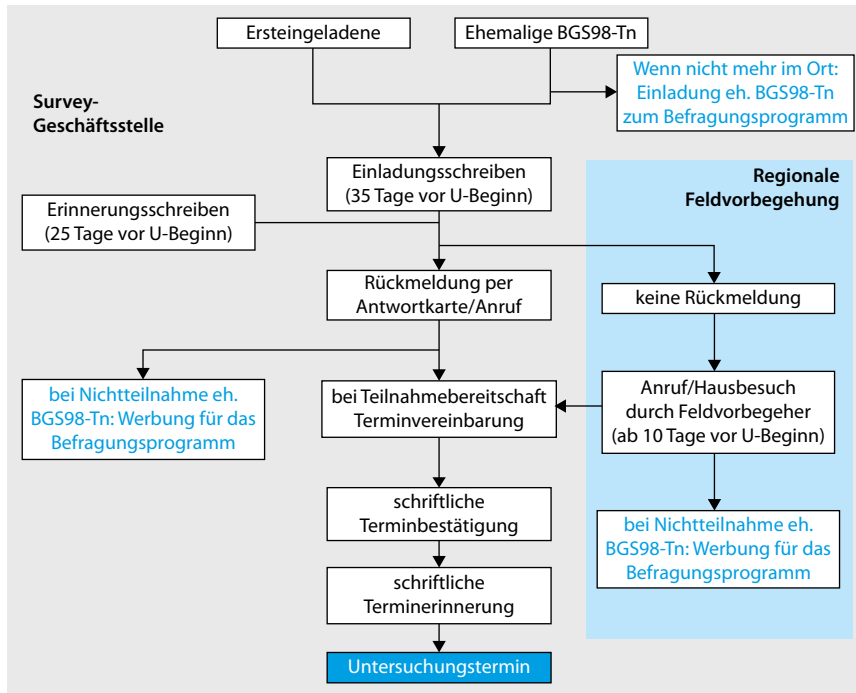 Ersteingeladene
Ehemalige BGS98-Tn
Wenn nicht mehr im Ort:
Einladung eh. BGS98-Tn
zum Befragungsprogramm
Survey-
Geschäftsstelle
Einladungsschreiben
(35 Tage vor U-Beginn)
Regionale
Feldvorbegehung
Erinnerungsschreiben
(25 Tage vor U-Beginn)
Rückmeldung per
Antwortkarte/Anruf
keine Rückmeldung
bei Nichtteilnahme eh.
BGS98-Tn: Werbung für das
Befragungsprogramm
bei Teilnahmebereitschaft
Terminvereinbarung
Anruf/Hausbesuch
durch Feldvorbegeher
(ab 10 Tage vor U-Beginn)
schriftliche
Terminbestätigung
bei Nichtteilnahme eh.
BGS98-Tn: Werbung für das
Befragungsprogramm
schriftliche
Terminerinnerung
Untersuchungstermin